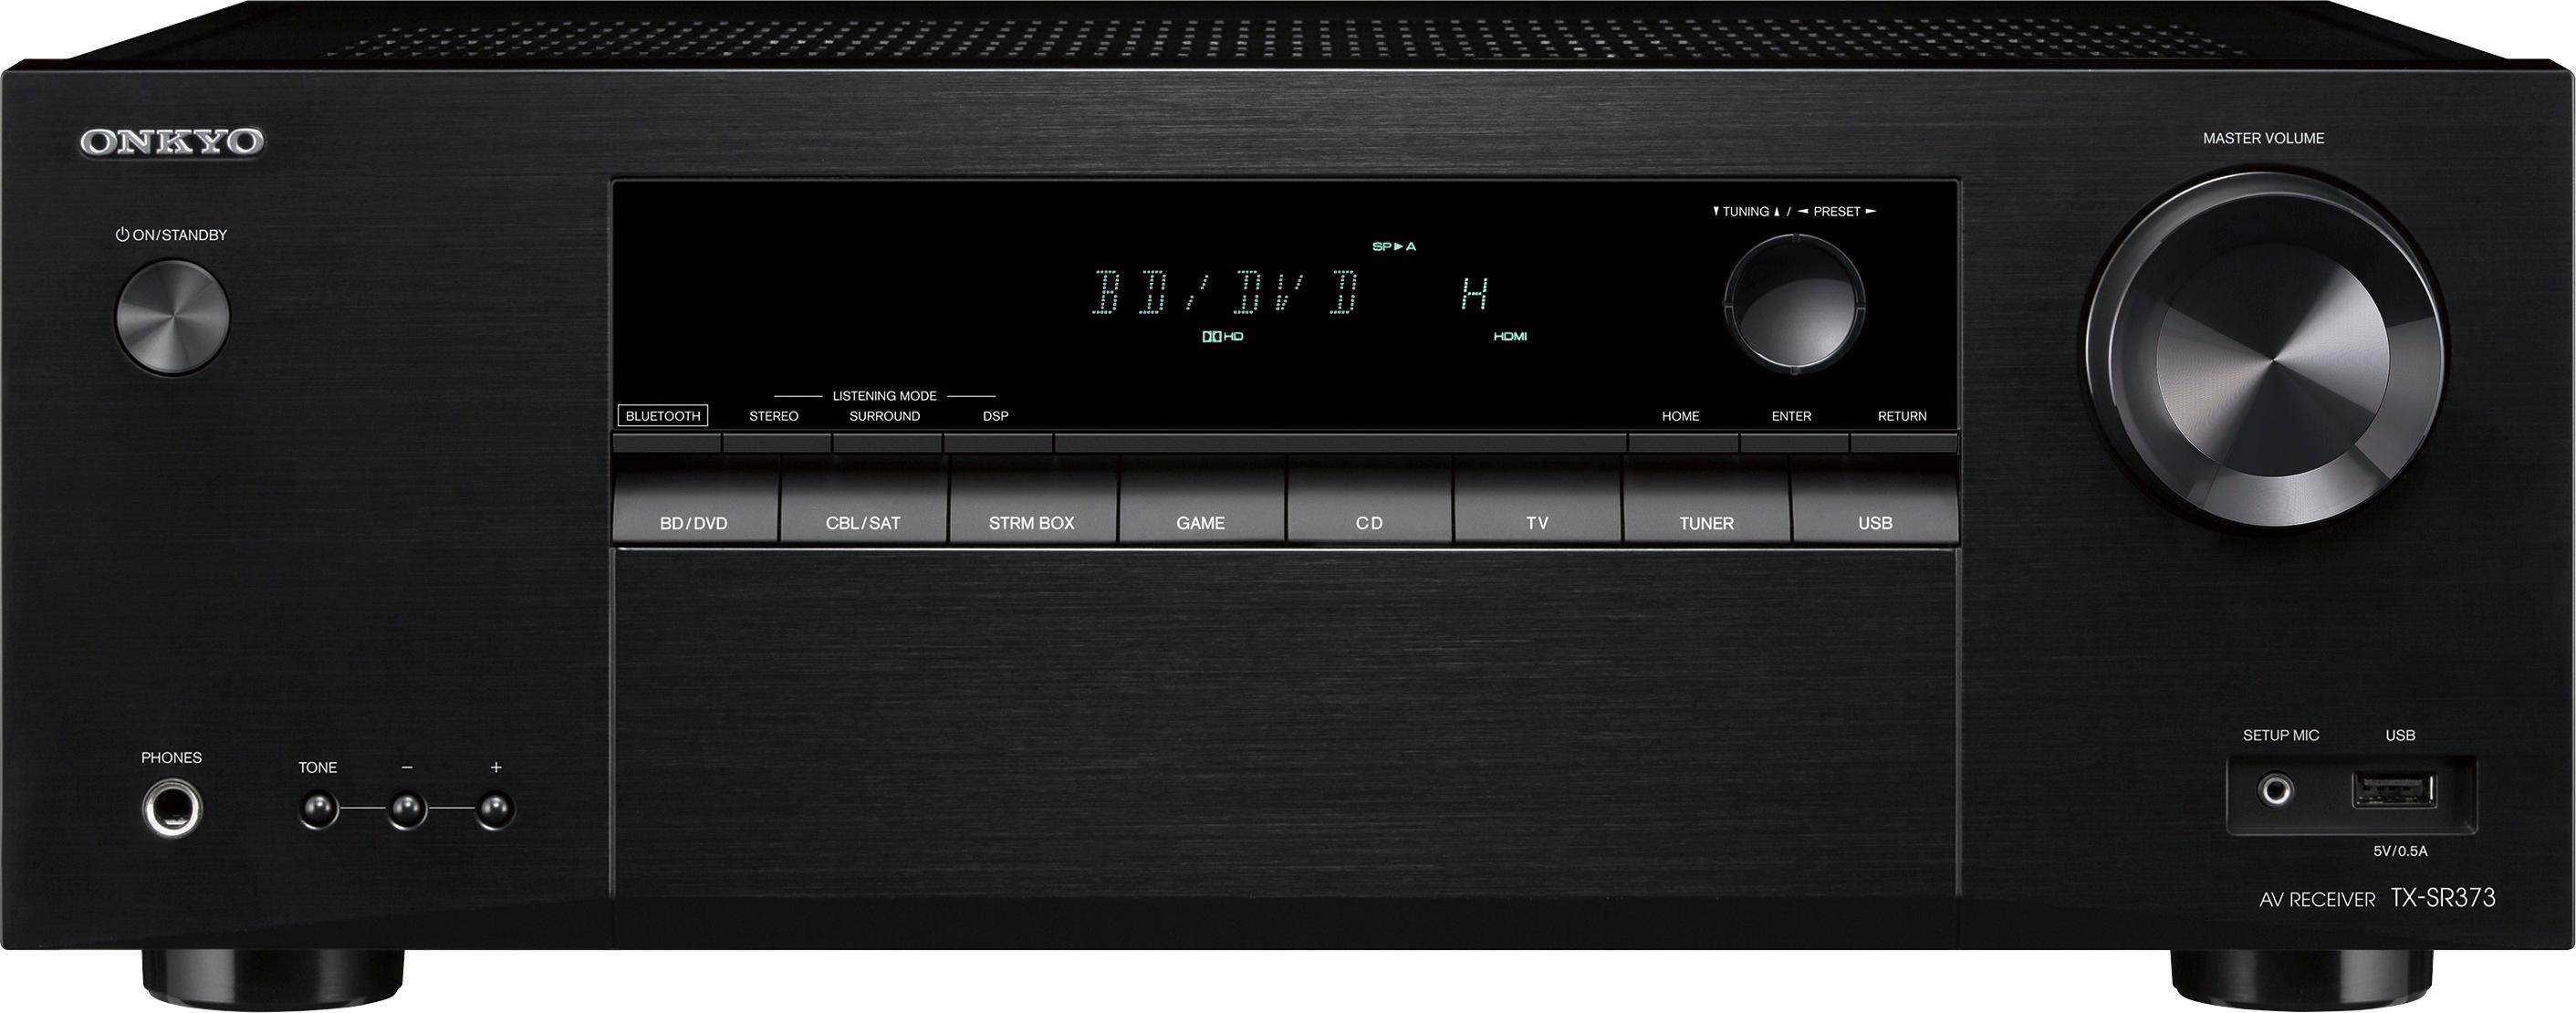 ONKYO
MASTER VOLUME
⏻ ON/STANDBY
▼ TUNING ▲ / ◄ PRESET ►
SP▶A
BD/DVD H
DD HD HDMI
LISTENING MODE
BLUETOOTH STEREO SURROUND DSP HOME ENTER RETURN
BD/DVD CBL/SAT STRM BOX GAME CD TV TUNER USB
SETUP MIC USB
PHONES
TONE − +
5V/0.5A
AV RECEIVER TX-SR373